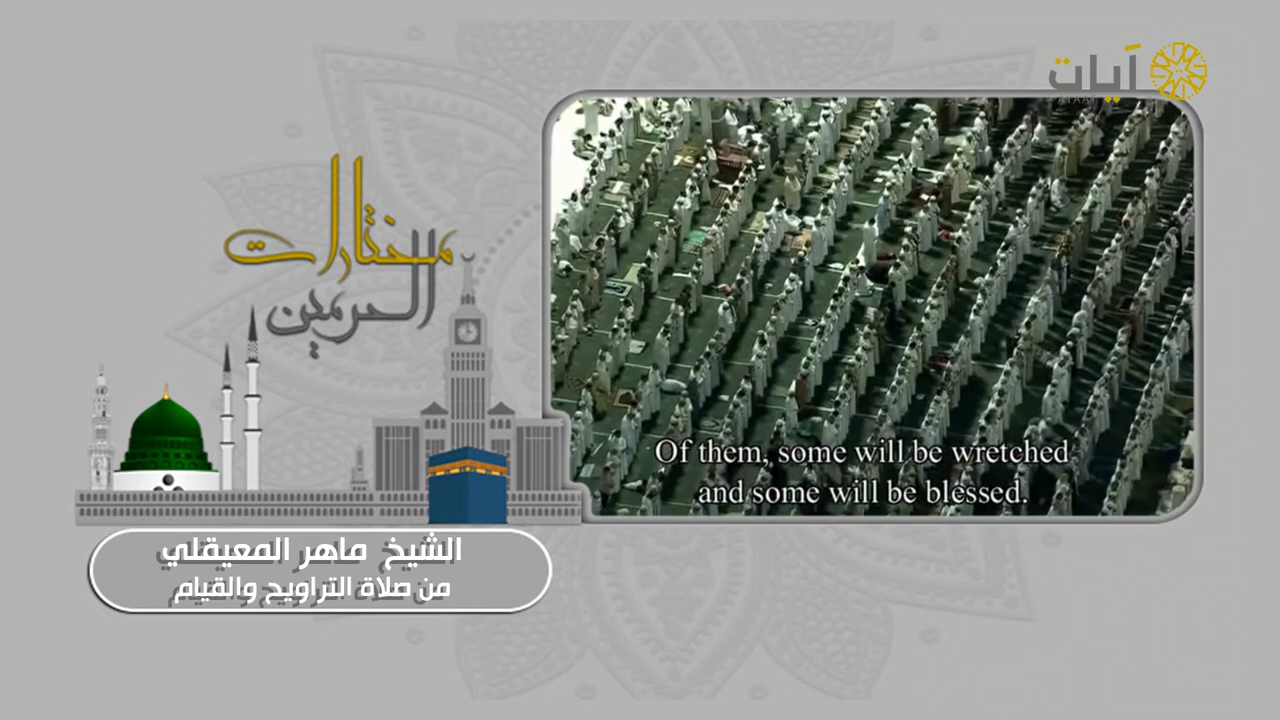 آيات
AYAAT
مختارات
الحرمين
Of them, some will be wretched
and some will be blessed.
الشيخ ماهر المعيقلي
من صلاة التراويح والقيام